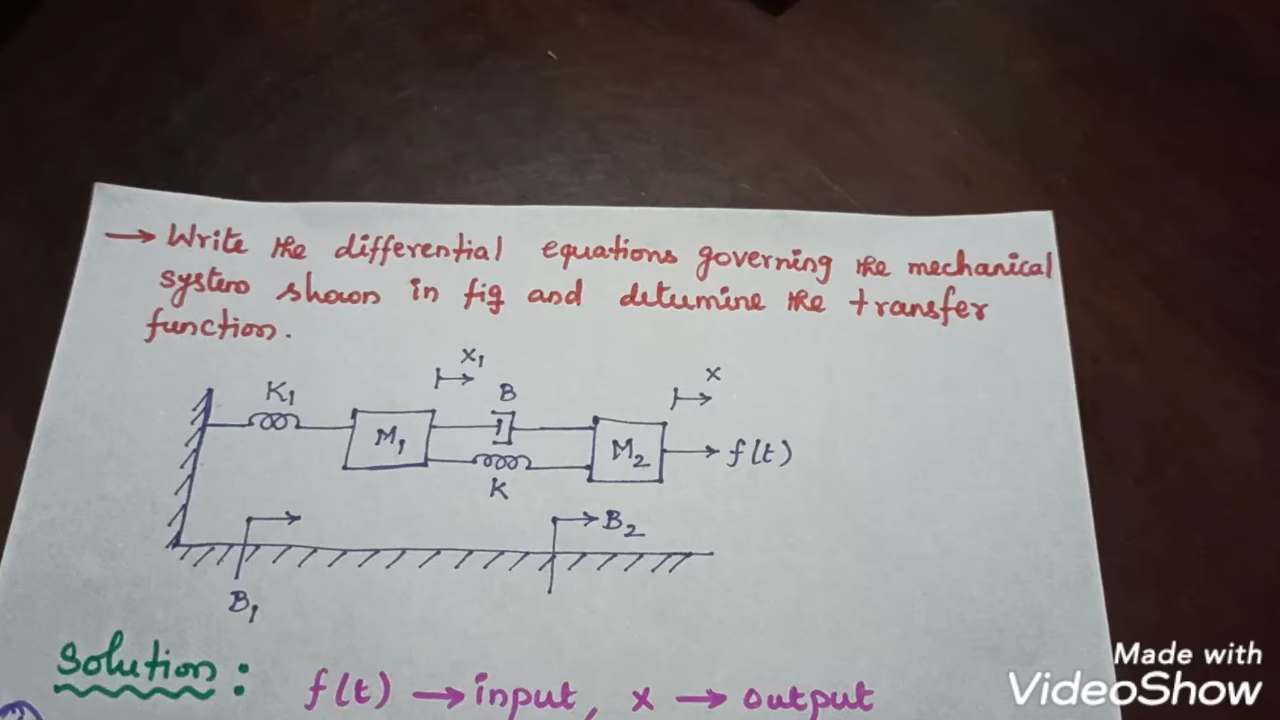 → Write the differential equations governing the mechanical
system shown in fig and determine the transfer
function.
x₁
x
K₁
B
M₁
M₂
f(t)
K
B₂
B₁
Solution:
f(t) → input, x → output
Made with
VideoShow